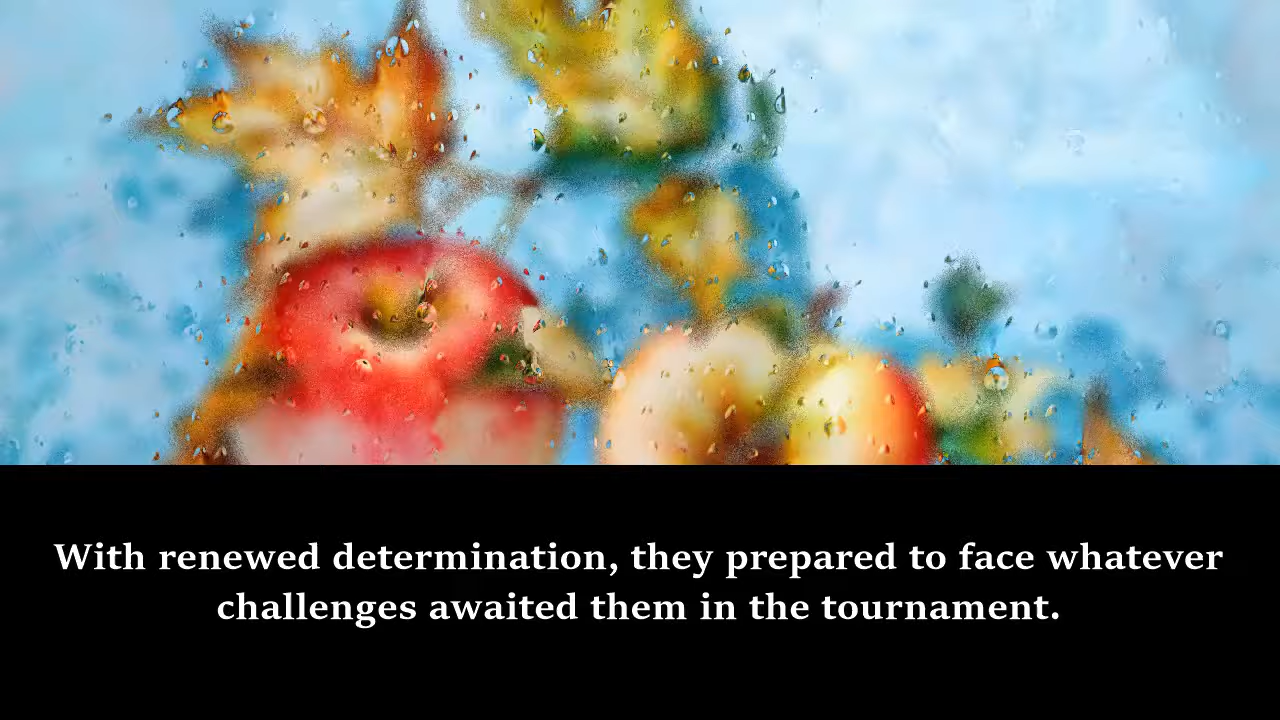 With renewed determination, they prepared to face whatever
challenges awaited them in the tournament.